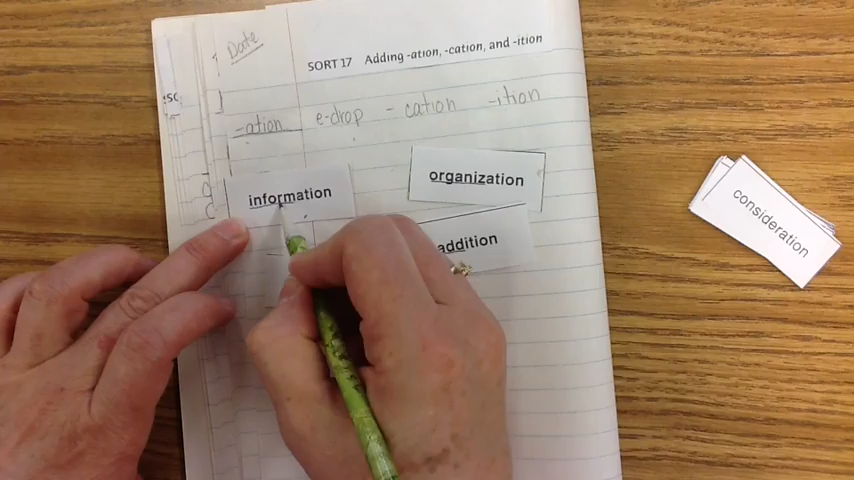 Date
SORT 17 Adding -ation, -cation, and -ition
-ation e-drop -cation -ition
information
organization
addition
consideration